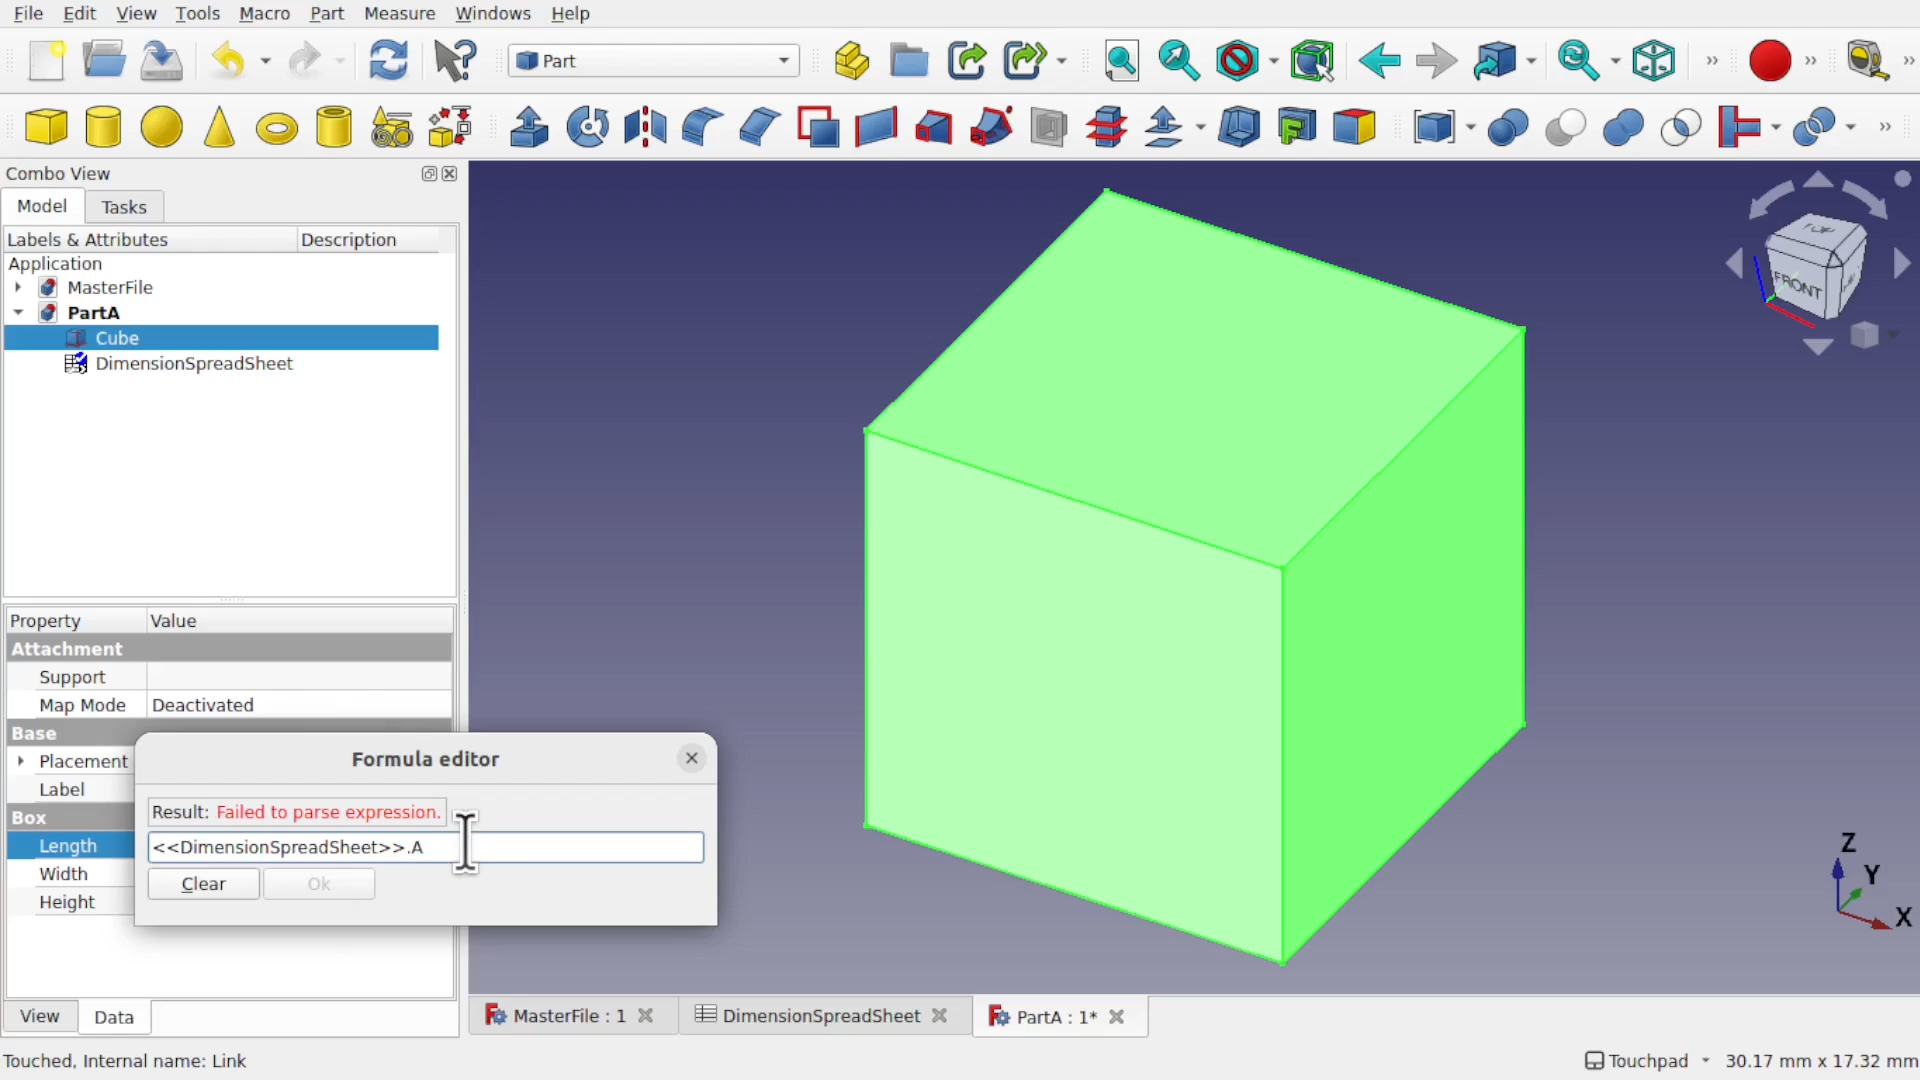 File Edit View Tools Macro Part Measure Windows Help
Part
Combo View
Model Tasks
Labels & Attributes Description
Application
MasterFile
PartA
Cube
DimensionSpreadSheet
Property Value
Attachment
Support
Map Mode Deactivated
Base
Placement
Label
Box
Length
Width
Height
Formula editor
Result: Failed to parse expression.
<<DimensionSpreadSheet>>.A
Clear Ok
View Data
TOP
FRONT
Z
Y
X
MasterFile : 1 DimensionSpreadSheet PartA : 1*
Touched, Internal name: Link
Touchpad 30.17 mm x 17.32 mm